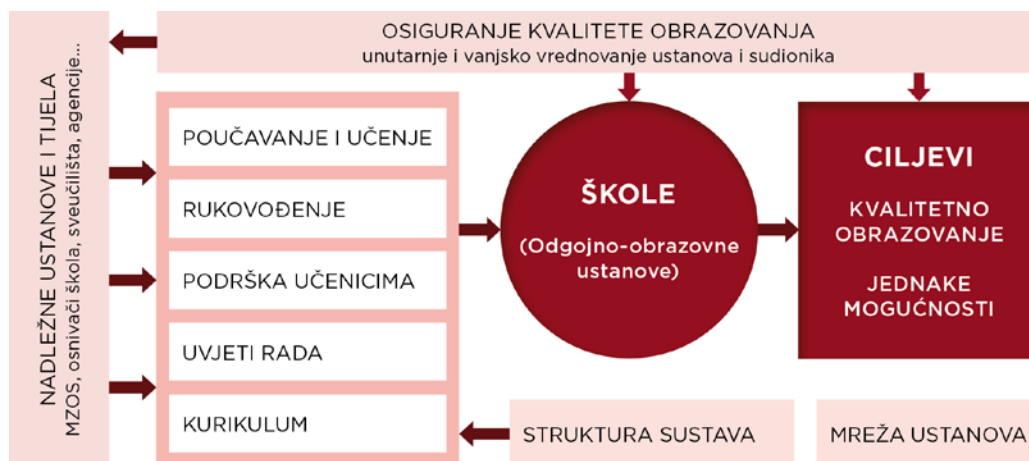 OSIGURANJE KVALITETE OBRAZOVANJA
unutarnje i vanjsko vrednovanje ustanova i sudionika
NADLEŽNE USTANOVE I TIJELA
MZOS, osnivači škola, sveučilišta, agencije...
POUČAVANJE I UČENJE
RUKOVOĐENJE
PODRŠKA UČENICIMA
UVJETI RADA
KURIKULUM
ŠKOLE
(Odgojno-obrazovne
ustanove)
CILJEVI
KVALITETNO
OBRAZOVANJE
JEDNAKE
MOGUĆNOSTI
STRUKTURA SUSTAVA
MREŽA USTANOVA